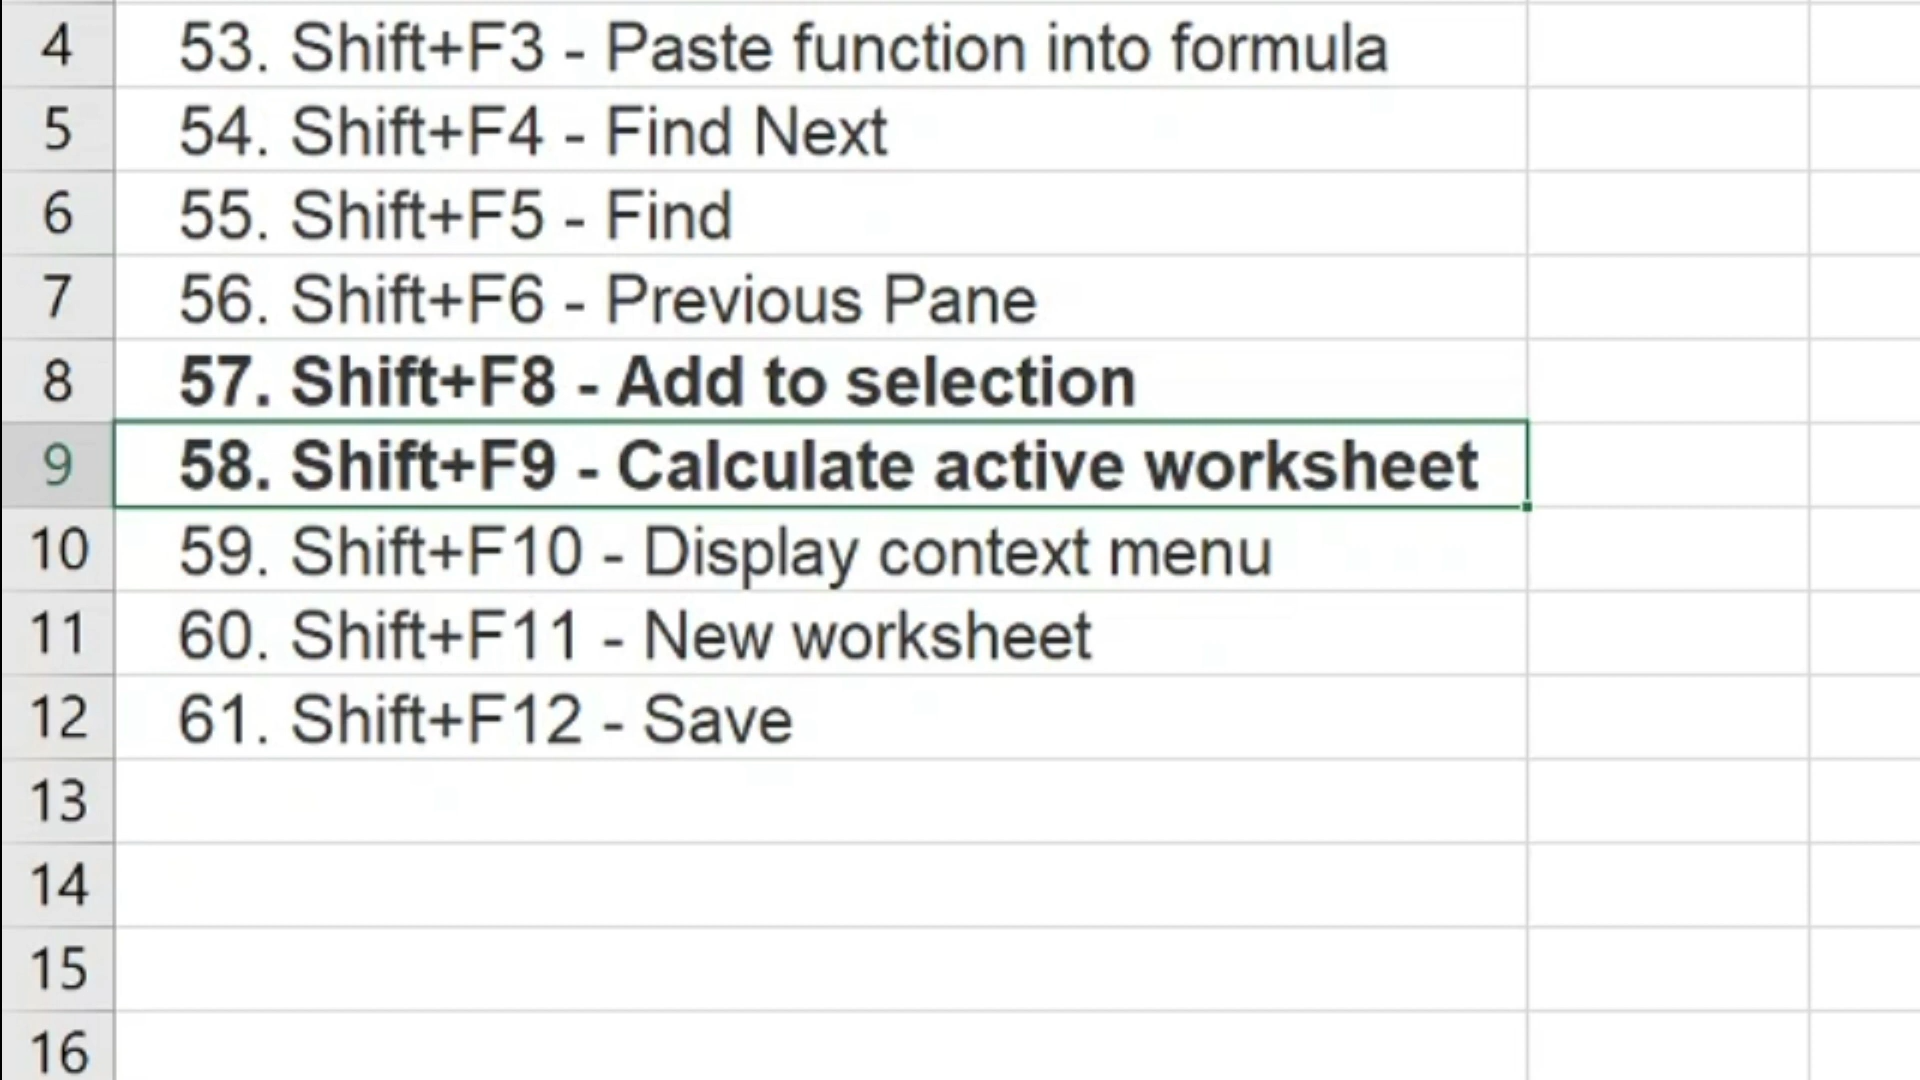 4 53. Shift+F3 - Paste function into formula
5 54. Shift+F4 - Find Next
6 55. Shift+F5 - Find
7 56. Shift+F6 - Previous Pane
8 57. Shift+F8 - Add to selection
9 58. Shift+F9 - Calculate active worksheet
10 59. Shift+F10 - Display context menu
11 60. Shift+F11 - New worksheet
12 61. Shift+F12 - Save
13
14
15
16